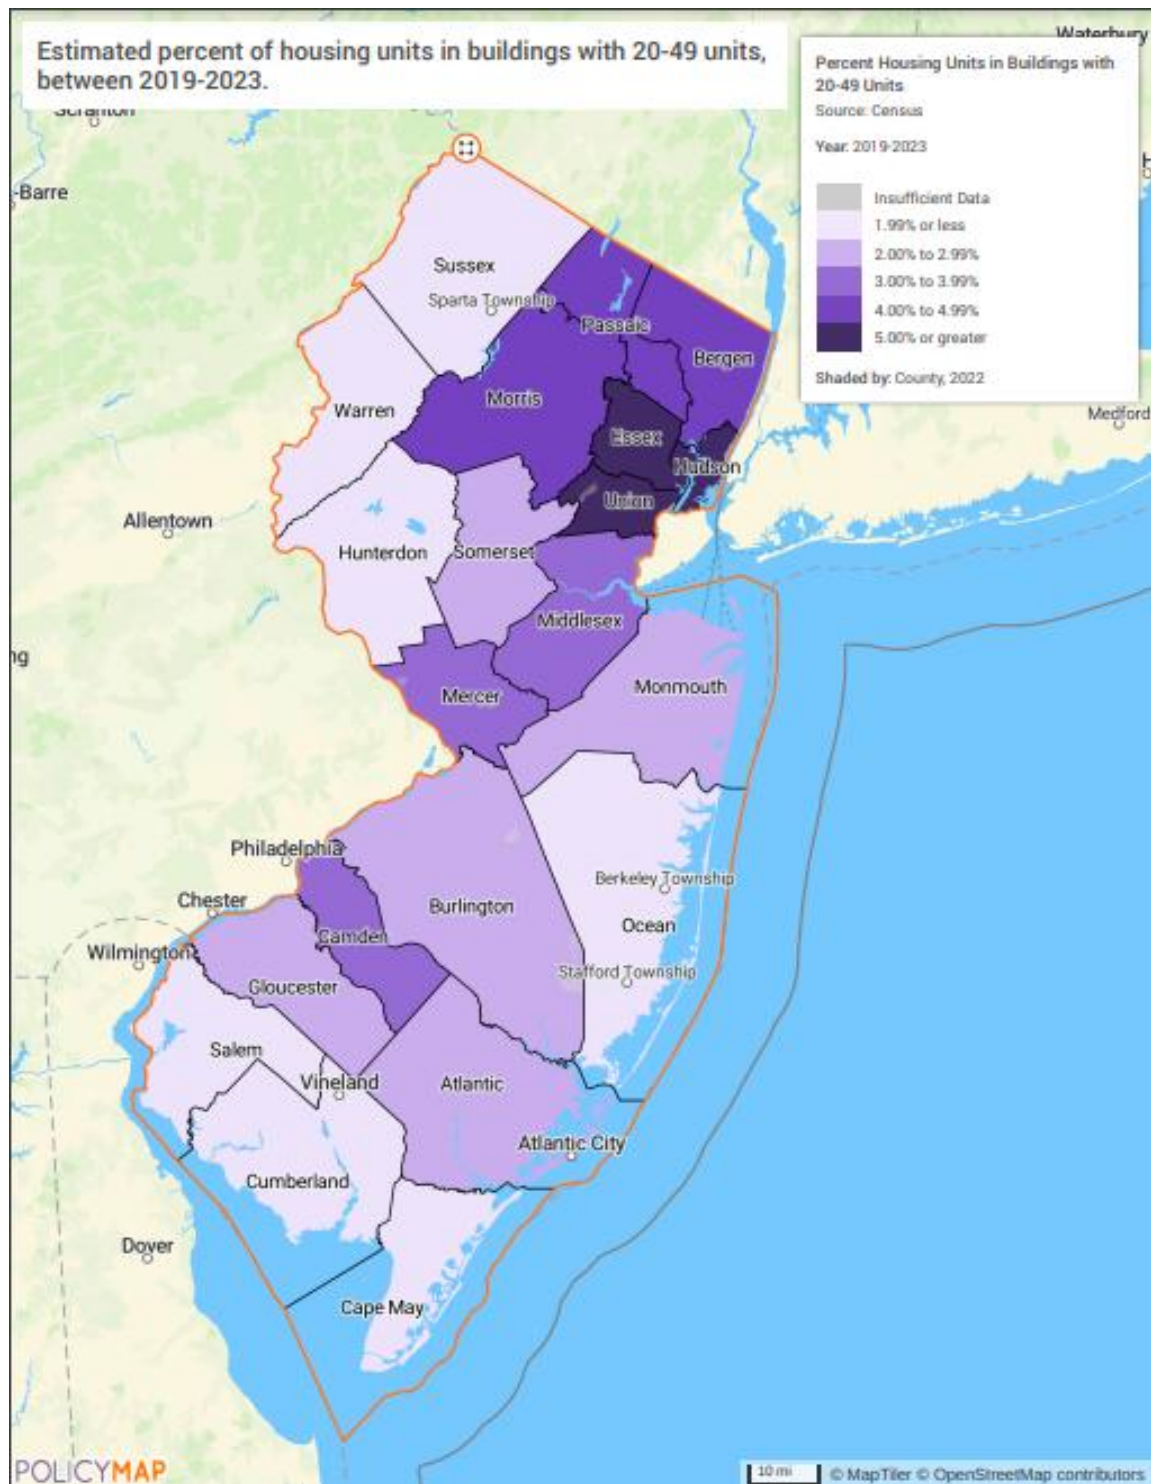 Estimated percent of housing units in buildings with 20-49 units,
between 2019-2023.
Waterbury
Percent Housing Units in Buildings with
20-49 Units
Source: Census
Year: 2019-2023
Insufficient Data
1.99% or less
2.00% to 2.99%
3.00% to 3.99%
4.00% to 4.99%
5.00% or greater
Shaded by: County, 2022
Scranton
-Barre
H
Sussex
Sparta Township
Passaic
Bergen
Morris
Warren
Medford
Essex
Hudson
Union
Allentown
Hunterdon
Somerset
Middlesex
ng
Monmouth
Mercer
Philadelphia
Berkeley Township
Chester
Burlington
Ocean
Camden
Wilmington
Stafford Township
Gloucester
Salem
Vineland
Atlantic
Atlantic City
Cumberland
Dover
Cape May
POLICYMAP
10 mi
© MapTiler © OpenStreetMap contributors